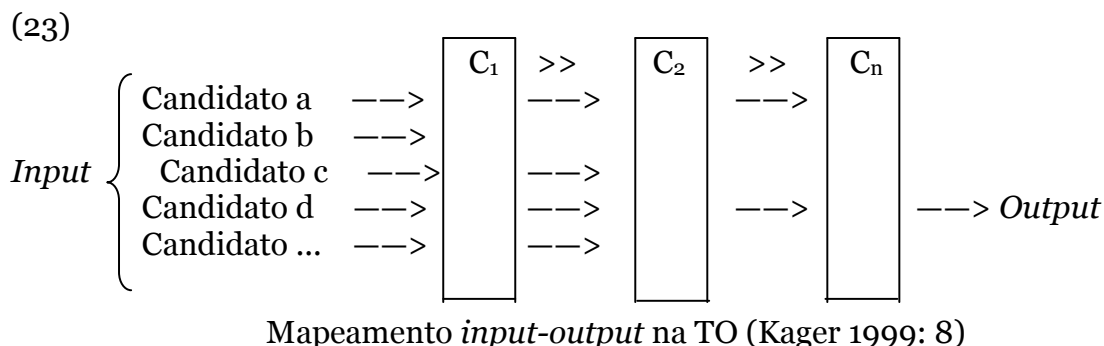 (23)
C₁ >> C₂ >> Cₙ
Candidato a ——> ——> ——>
Candidato b ——>
Input Candidato c ——> ——>
Candidato d ——> ——> ——> ——> Output
Candidato ... ——> ——>
Mapeamento input-output na TO (Kager 1999: 8)